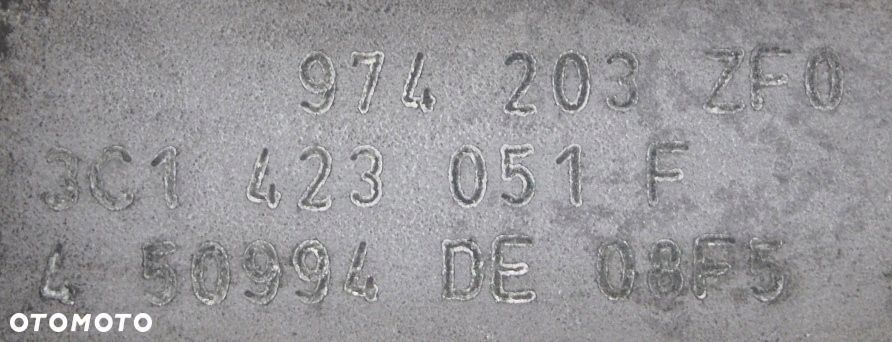 974 203 ZF0
3C1 423 051 F
4 50994 DE 08F5
OTOMOTO